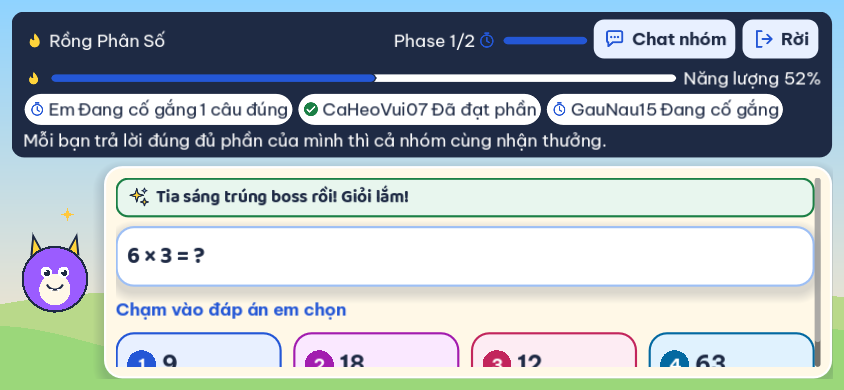 Rồng Phân Số
Phase 1/2
Chat nhóm
Rời
Năng lượng 52%
Em Đang cố gắng 1 câu đúng
CaHeoVui07 Đã đạt phần
GauNau15 Đang cố gắng
Mỗi bạn trả lời đúng đủ phần của mình thì cả nhóm cùng nhận thưởng.
Tia sáng trúng boss rồi! Giỏi lắm!
6 × 3 = ?
Chạm vào đáp án em chọn
1 9
2 18
3 12
4 63